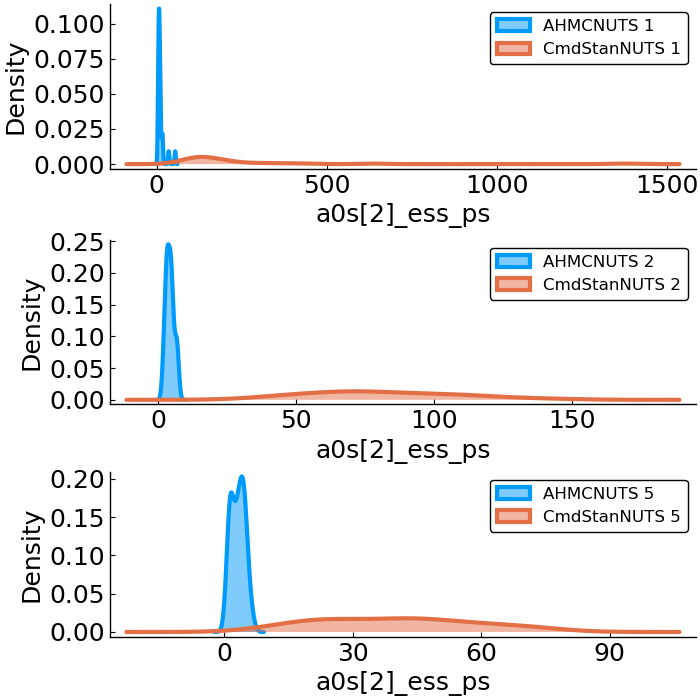 0.100
0.075
0.050
0.025
0.000
Density
AHMCNUTS 1
CmdStanNUTS 1
0 500 1000 1500
a0s[2]_ess_ps
0.25
0.20
0.15
0.10
0.05
0.00
Density
AHMCNUTS 2
CmdStanNUTS 2
0 50 100 150
a0s[2]_ess_ps
0.20
0.15
0.10
0.05
0.00
Density
AHMCNUTS 5
CmdStanNUTS 5
0 30 60 90
a0s[2]_ess_ps